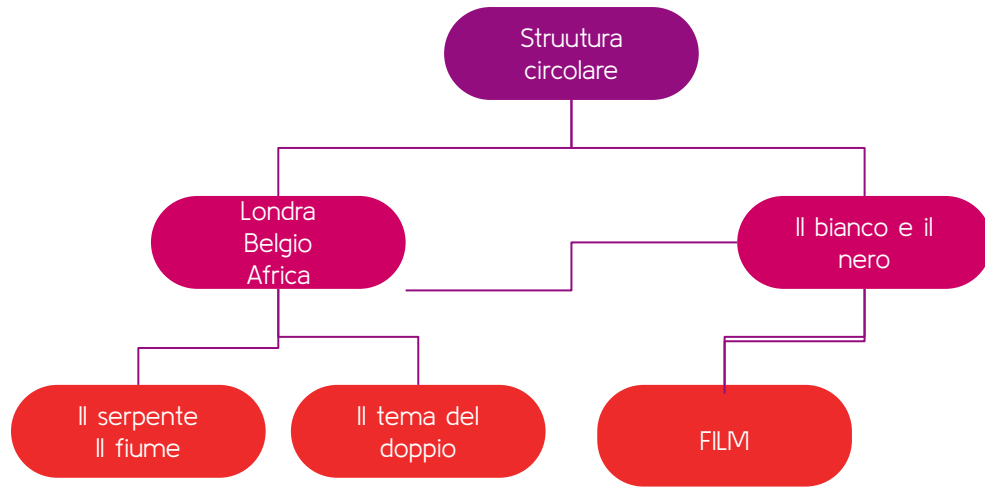 Struutura
circolare
Londra
Belgio
Africa
Il bianco e il
nero
Il serpente
Il fiume
Il tema del
doppio
FILM